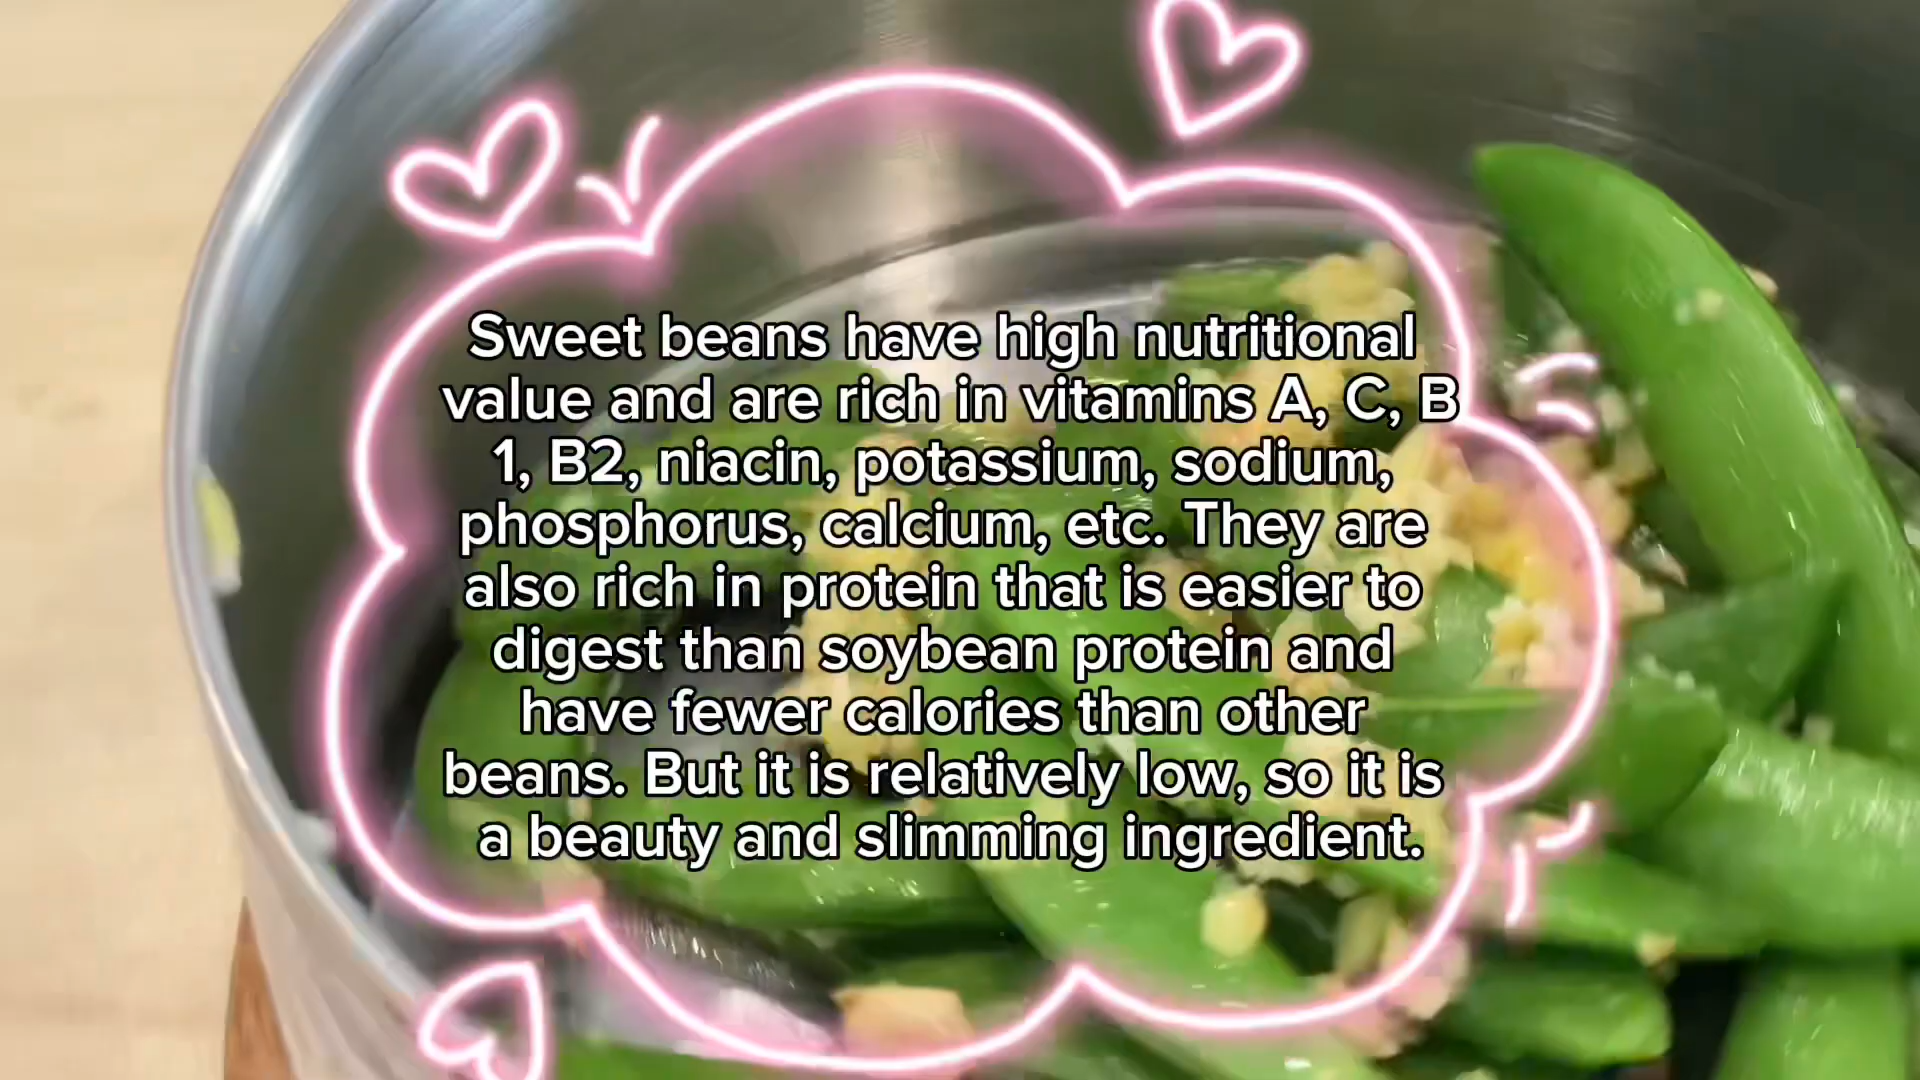 Sweet beans have high nutritional
value and are rich in vitamins A, C, B
1, B2, niacin, potassium, sodium,
phosphorus, calcium, etc. They are
also rich in protein that is easier to
digest than soybean protein and
have fewer calories than other
beans. But it is relatively low, so it is
a beauty and slimming ingredient.